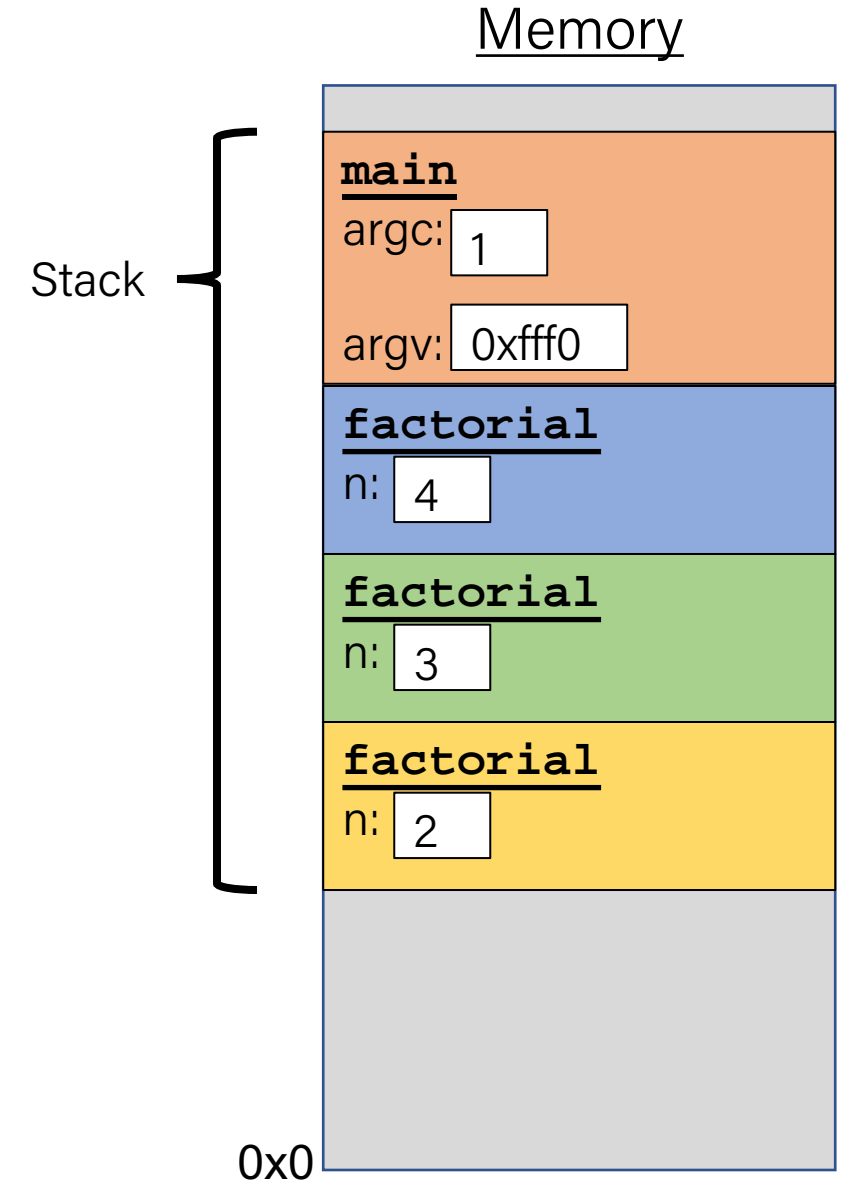 Memory
Stack
main
argc: 1
argv: 0xfff0
factorial
n: 4
factorial
n: 3
factorial
n: 2
0x0